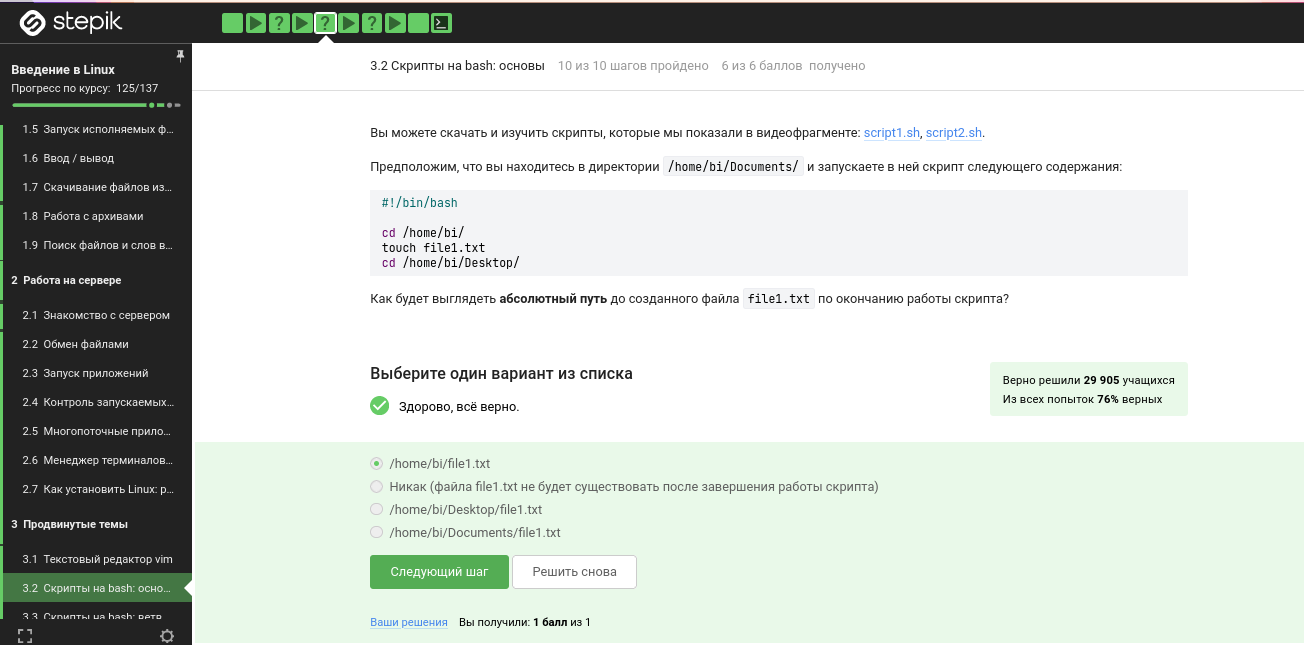 stepik
? ? ?
Введение в Linux
Прогресс по курсу: 125/137
1.5 Запуск исполняемых ф...
1.6 Ввод / вывод
1.7 Скачивание файлов из...
1.8 Работа с архивами
1.9 Поиск файлов и слов в...
2 Работа на сервере
2.1 Знакомство с сервером
2.2 Обмен файлами
2.3 Запуск приложений
2.4 Контроль запускаемых...
2.5 Многопоточные прило...
2.6 Менеджер терминалов...
2.7 Как установить Linux: р...
3 Продвинутые темы
3.1 Текстовый редактор vim
3.2 Скрипты на bash: осно...
3.3 Скрипты на bash: ветв
3.2 Скрипты на bash: основы 10 из 10 шагов пройдено 6 из 6 баллов получено
Вы можете скачать и изучить скрипты, которые мы показали в видеофрагменте: script1.sh, script2.sh.
Предположим, что вы находитесь в директории /home/bi/Documents/ и запускаете в ней скрипт следующего содержания:
#!/bin/bash
cd /home/bi/
touch file1.txt
cd /home/bi/Desktop/
Как будет выглядеть абсолютный путь до созданного файла file1.txt по окончанию работы скрипта?
Выберите один вариант из списка
Здорово, всё верно.
Верно решили 29 905 учащихся
Из всех попыток 76% верных
/home/bi/file1.txt
Никак (файла file1.txt не будет существовать после завершения работы скрипта)
/home/bi/Desktop/file1.txt
/home/bi/Documents/file1.txt
Следующий шаг Решить снова
Ваши решения Вы получили: 1 балл из 1